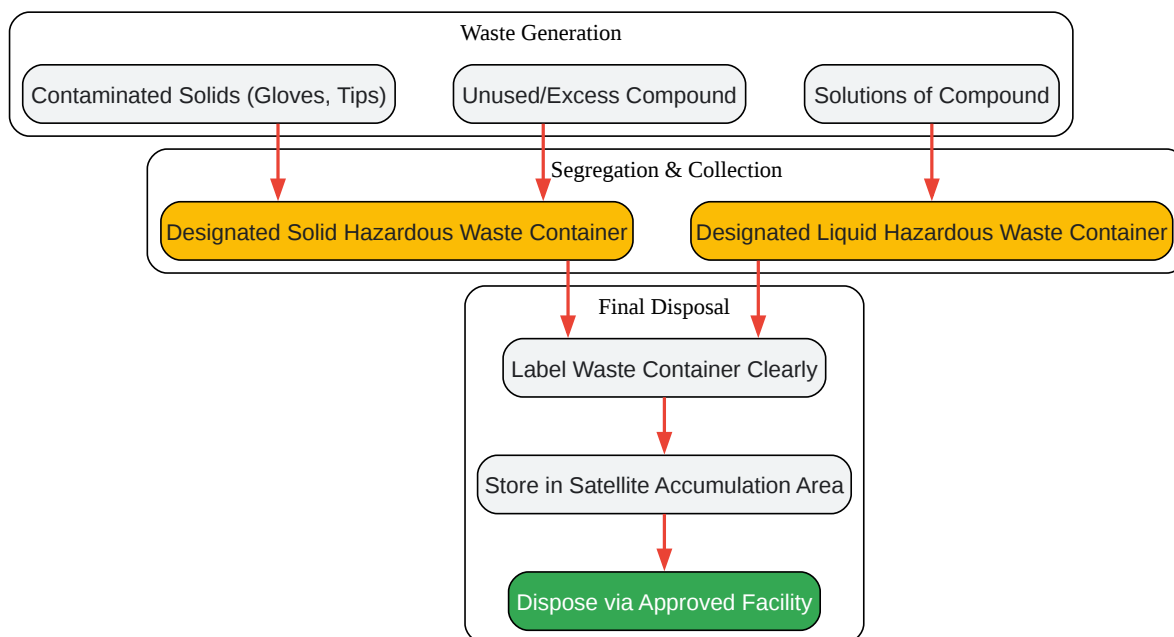 Waste Generation
Contaminated Solids (Gloves, Tips)
Unused/Excess Compound
Solutions of Compound
Segregation & Collection
Designated Solid Hazardous Waste Container
Designated Liquid Hazardous Waste Container
Final Disposal
Label Waste Container Clearly
Store in Satellite Accumulation Area
Dispose via Approved Facility